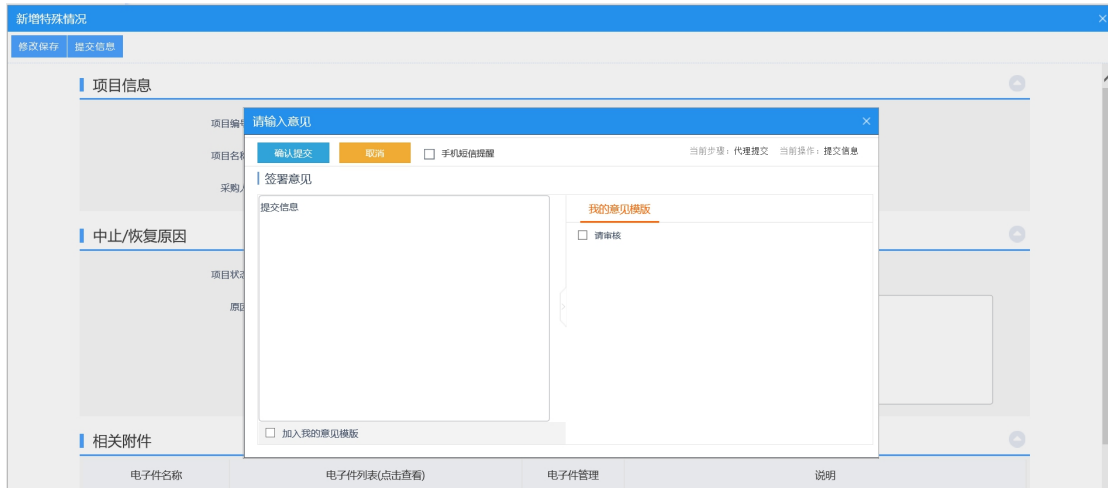 新增特殊情况
修改保存 提交信息
项目信息
项目编号
项目名称
采购人
请输入意见
确认提交 取消 手机短信提醒 当前步骤：代理提交 当前操作：提交信息
签署意见
提交信息
我的意见模版
请审核
加入我的意见模版
中止/恢复原因
项目状态
原因
相关附件
电子件名称 电子件列表(点击查看) 电子件管理 说明